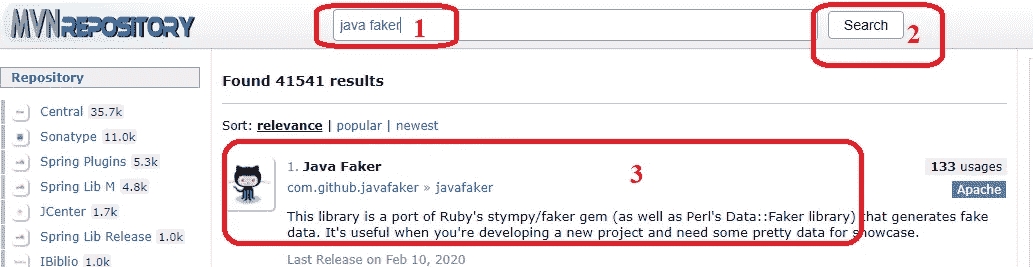 MVNREPOSITORY
java faker 1
Search 2
Repository
Central 35.7k
Sonatype 11.0k
Spring Plugins 5.3k
Spring Lib M 4.8k
JCenter 1.7k
Spring Lib Release 1.0k
IBiblio 1.0k
Found 41541 results
Sort: relevance | popular | newest
1. Java Faker
3
133 usages
com.github.javafaker » javafaker
Apache
This library is a port of Ruby's stympy/faker gem (as well as Perl's Data::Faker library) that generates fake
data. It's useful when you're developing a new project and need some pretty data for showcase.
Last Release on Feb 10, 2020